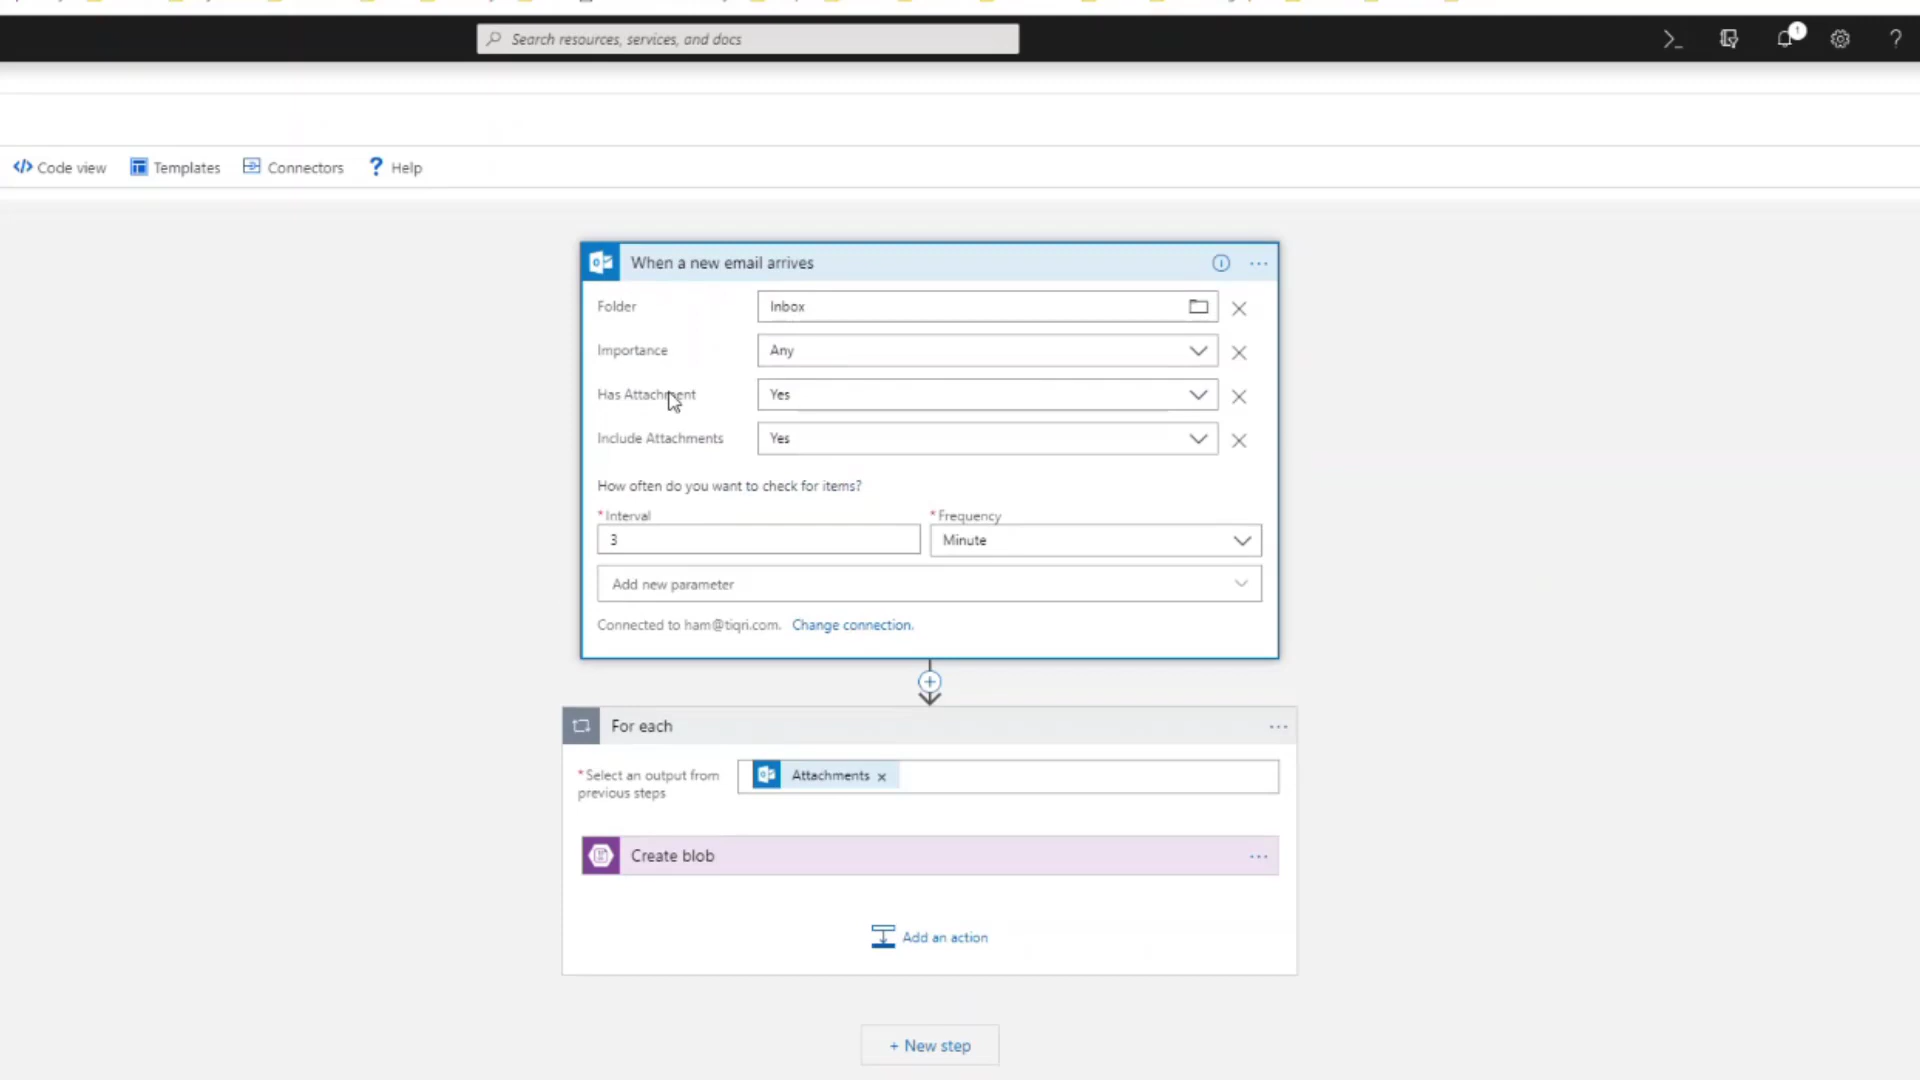 Search resources, services, and docs
Code view Templates Connectors ? Help
When a new email arrives
Folder Inbox
Importance Any
Has Attachment Yes
Include Attachments Yes
How often do you want to check for items?
* Interval * Frequency
3 Minute
Add new parameter
Connected to ham@tiqri.com. Change connection.
For each
* Select an output from
previous steps
Attachments
Create blob
Add an action
+ New step